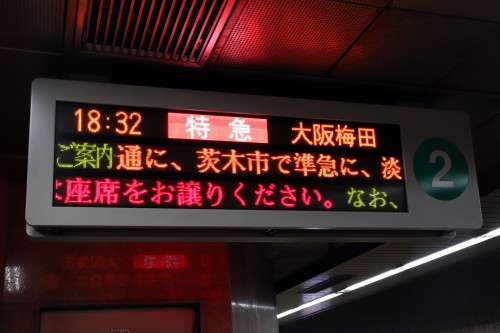 18:32 特急 大阪梅田
ご案内 通に、茨木市で準急に、淡
座席をお譲りください。なお、
2